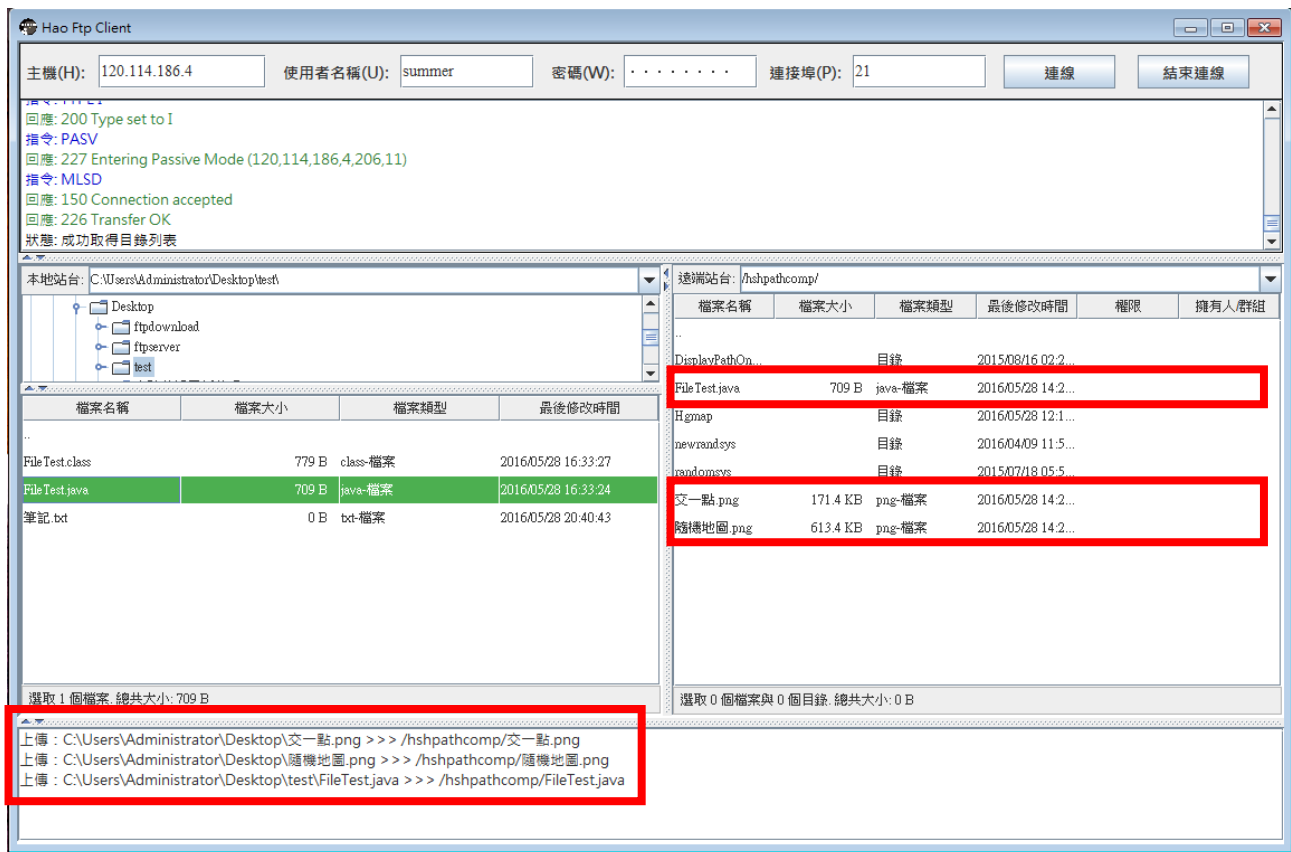 Hao Ftp Client
主機(H): 120.114.186.4 使用者名稱(U): summer 密碼(W): ········ 連接埠(P): 21 連線 結束連線
回應: 200 Type set to I
指令: PASV
回應: 227 Entering Passive Mode (120,114,186,4,206,11)
指令: MLSD
回應: 150 Connection accepted
回應: 226 Transfer OK
狀態: 成功取得目錄列表
本地站台: C:\Users\Administrator\Desktop\test\
Desktop
ftpdownload
ftpserver
test
檔案名稱 檔案大小 檔案類型 最後修改時間
..
FileTest.class 779 B class-檔案 2016/05/28 16:33:27
FileTest.java 709 B java-檔案 2016/05/28 16:33:24
筆記.txt 0 B txt-檔案 2016/05/28 20:40:43
選取 1 個檔案. 總共大小: 709 B
遠端站台: /hshpathcomp/
檔案名稱 檔案大小 檔案類型 最後修改時間 權限 擁有人/群組
..
DisplayPathOn... 目錄 2015/08/16 02:2...
FileTest.java 709 B java-檔案 2016/05/28 14:2...
Hgmap 目錄 2016/05/28 12:1...
newrandsys 目錄 2016/04/09 11:5...
randomsys 目錄 2015/07/18 05:5...
交一點.png 171.4 KB png-檔案 2016/05/28 14:2...
隨機地圖.png 613.4 KB png-檔案 2016/05/28 14:2...
選取 0 個檔案與 0 個目錄. 總共大小: 0 B
上傳：C:\Users\Administrator\Desktop\交一點.png >>> /hshpathcomp/交一點.png
上傳：C:\Users\Administrator\Desktop\隨機地圖.png >>> /hshpathcomp/隨機地圖.png
上傳：C:\Users\Administrator\Desktop\test\FileTest.java >>> /hshpathcomp/FileTest.java